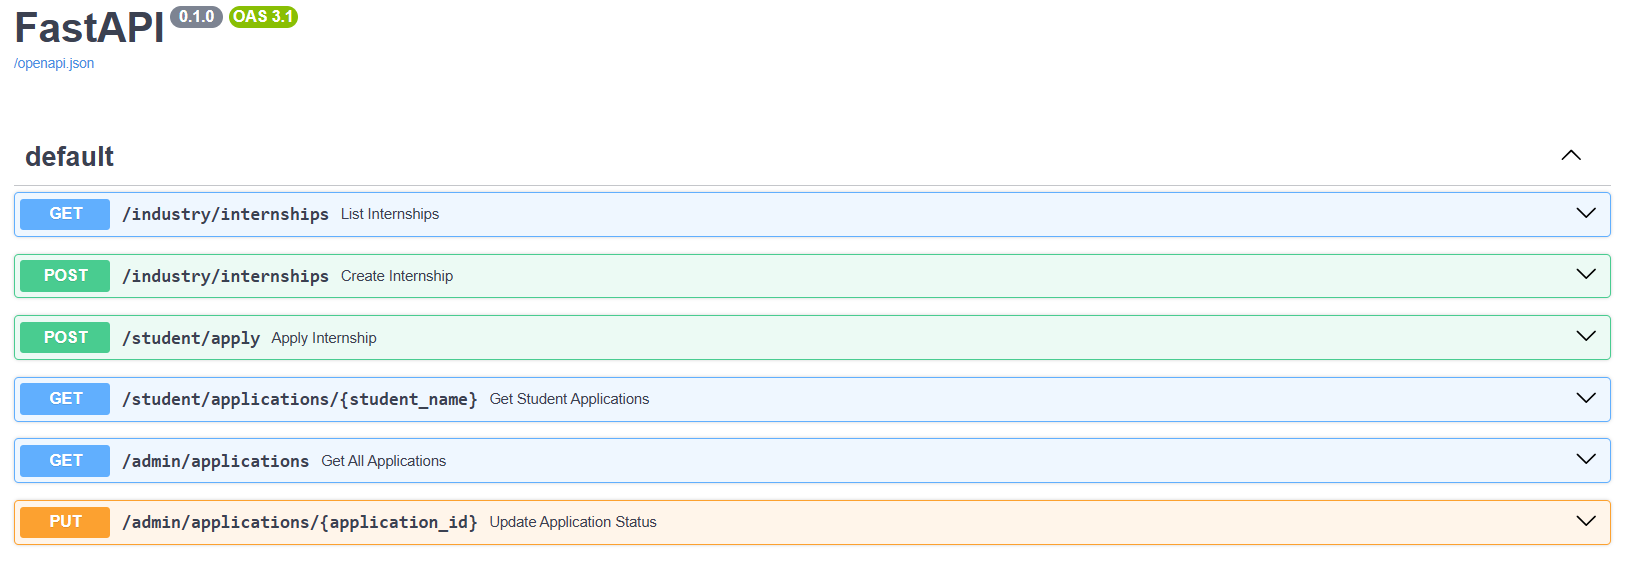 FastAPI 0.1.0 OAS 3.1
/openapi.json
default
GET /industry/internships List Internships
POST /industry/internships Create Internship
POST /student/apply Apply Internship
GET /student/applications/{student_name} Get Student Applications
GET /admin/applications Get All Applications
PUT /admin/applications/{application_id} Update Application Status